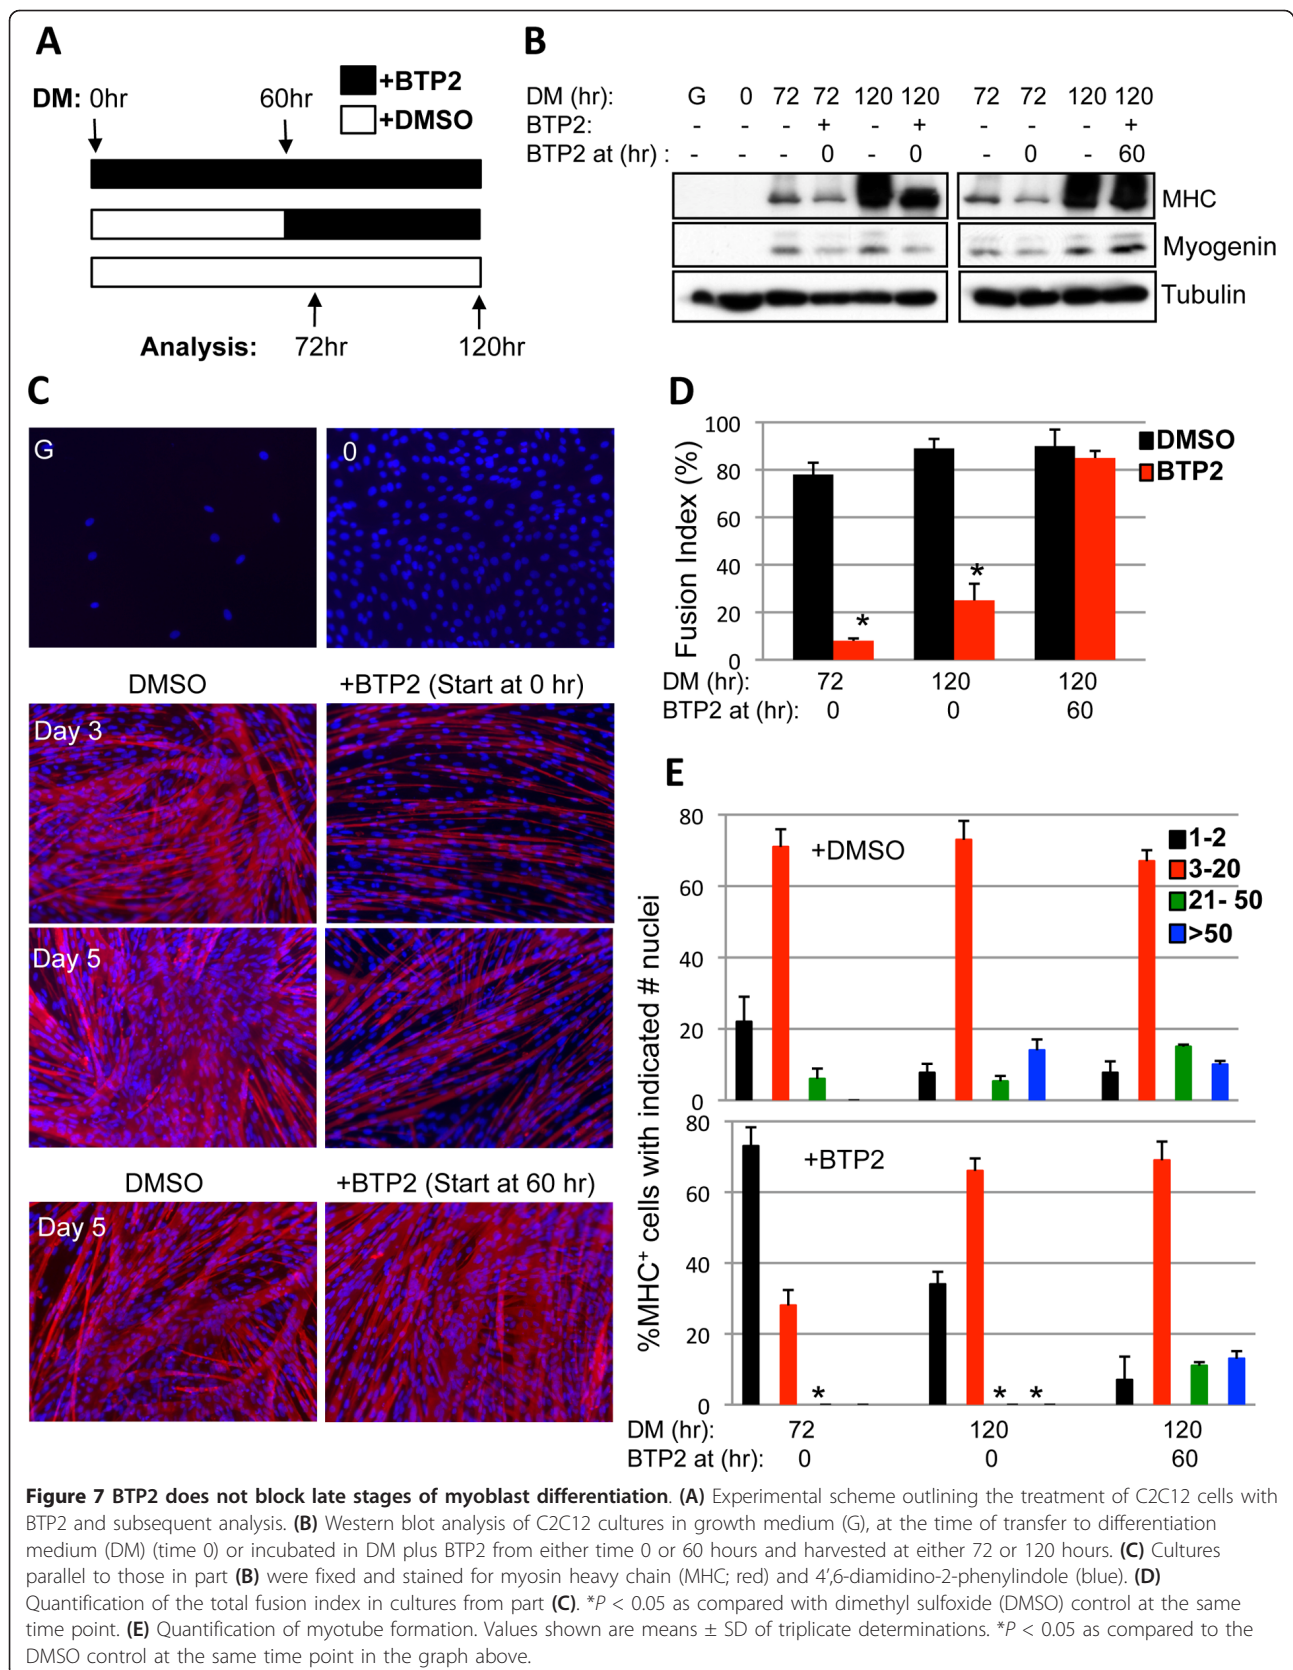 A
+BTP2
+DMSO
DM: 0hr 60hr
Analysis: 72hr 120hr
B
DM (hr): G 0 72 72 120 120 72 72 120 120
BTP2: - - - + - + - - - +
BTP2 at (hr) : - - - 0 - 0 - 0 - 60
MHC
Myogenin
Tubulin
C
G 0
DMSO +BTP2 (Start at 0 hr)
Day 3
Day 5
DMSO +BTP2 (Start at 60 hr)
Day 5
D
Fusion Index (%)
100
80
60
40
20
0
DMSO
BTP2
*
*
DM (hr): 72 120 120
BTP2 at (hr): 0 0 60
E
%MHC+ cells with indicated # nuclei
80
60
40
20
0
+DMSO
1-2
3-20
21- 50
>50
80
60
40
20
0
+BTP2
* * *
DM (hr): 72 120 120
BTP2 at (hr): 0 0 60
Figure 7 BTP2 does not block late stages of myoblast differentiation. (A) Experimental scheme outlining the treatment of C2C12 cells with
BTP2 and subsequent analysis. (B) Western blot analysis of C2C12 cultures in growth medium (G), at the time of transfer to differentiation
medium (DM) (time 0) or incubated in DM plus BTP2 from either time 0 or 60 hours and harvested at either 72 or 120 hours. (C) Cultures
parallel to those in part (B) were fixed and stained for myosin heavy chain (MHC; red) and 4′,6-diamidino-2-phenylindole (blue). (D)
Quantification of the total fusion index in cultures from part (C). *P < 0.05 as compared with dimethyl sulfoxide (DMSO) control at the same
time point. (E) Quantification of myotube formation. Values shown are means ± SD of triplicate determinations. *P < 0.05 as compared to the
DMSO control at the same time point in the graph above.